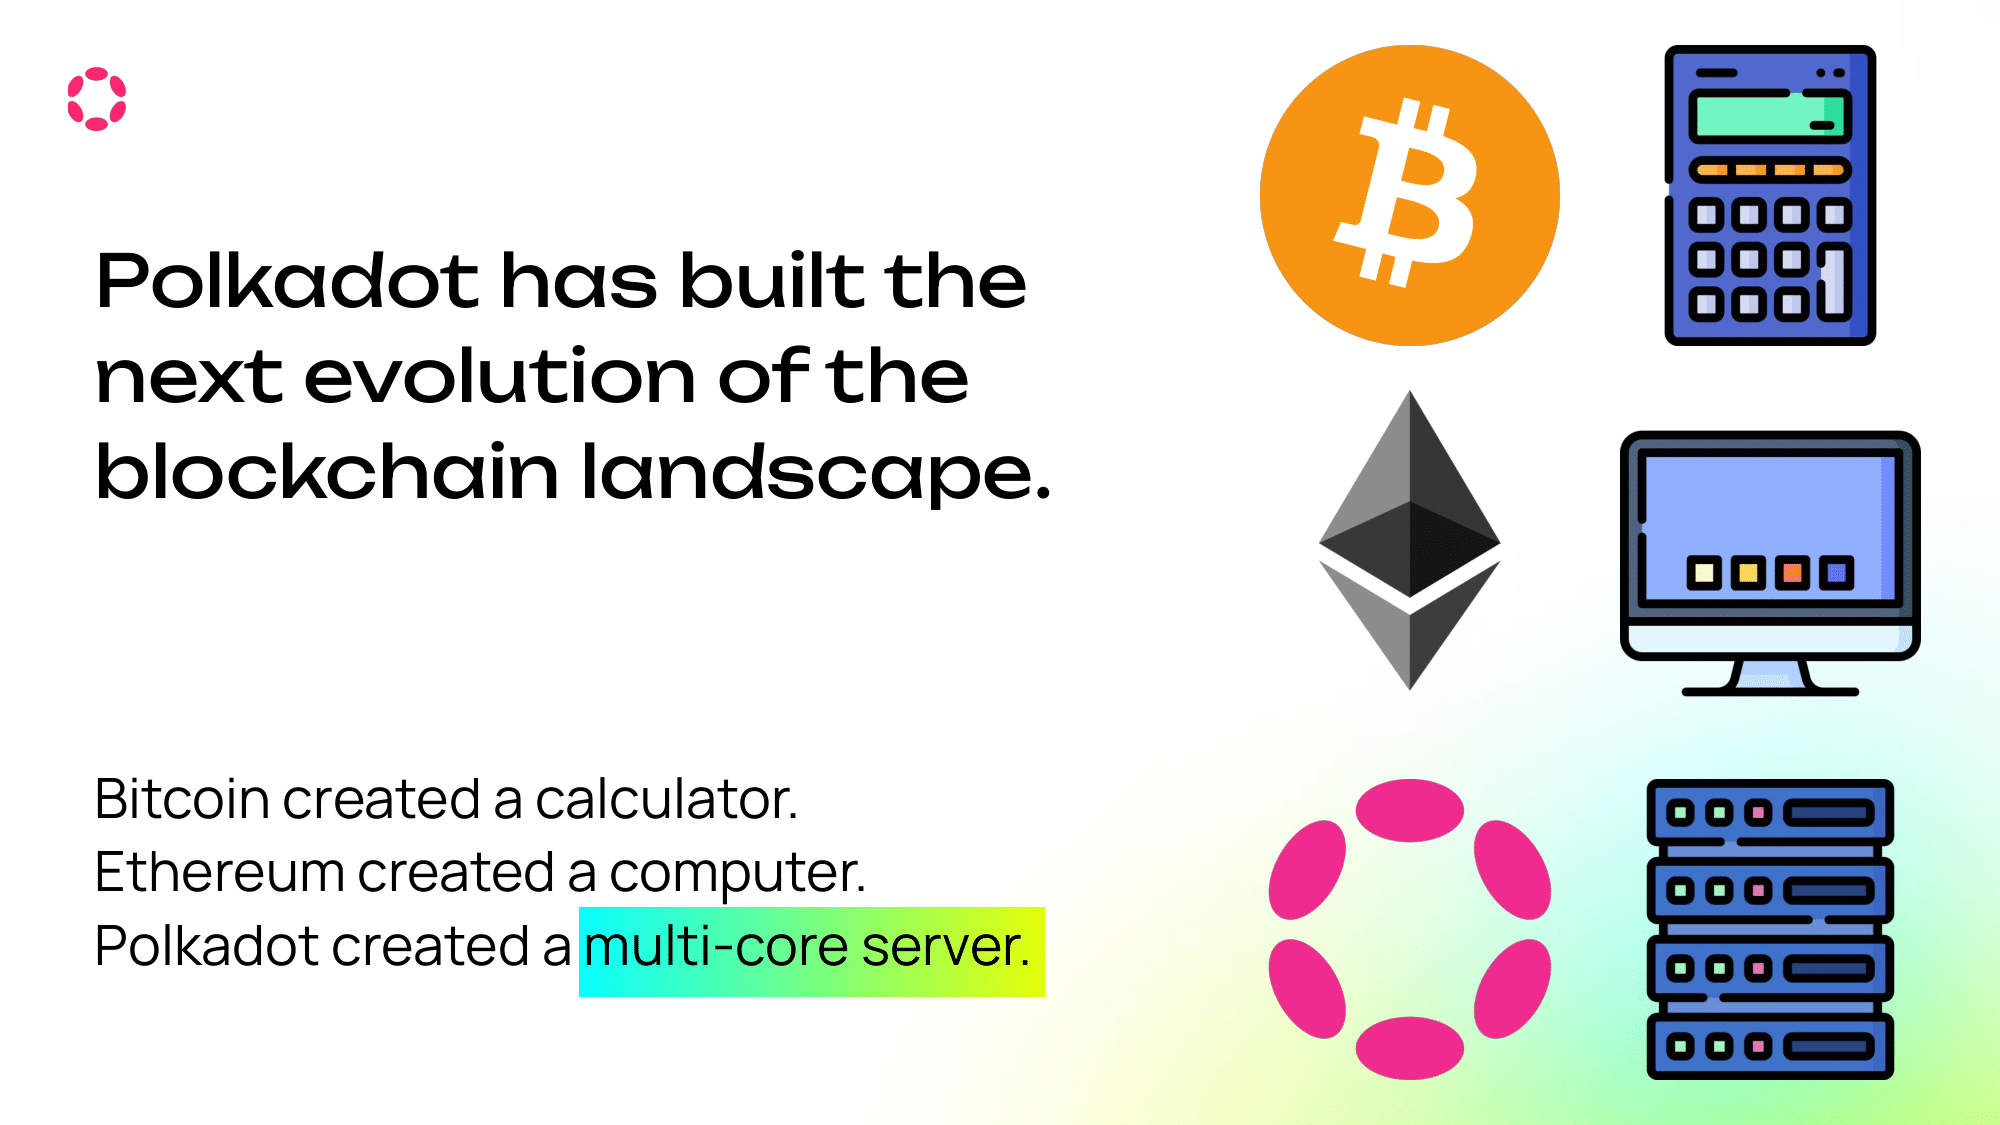 Polkadot has built the
next evolution of the
blockchain landscape.
Bitcoin created a calculator.
Ethereum created a computer.
Polkadot created a multi-core server.